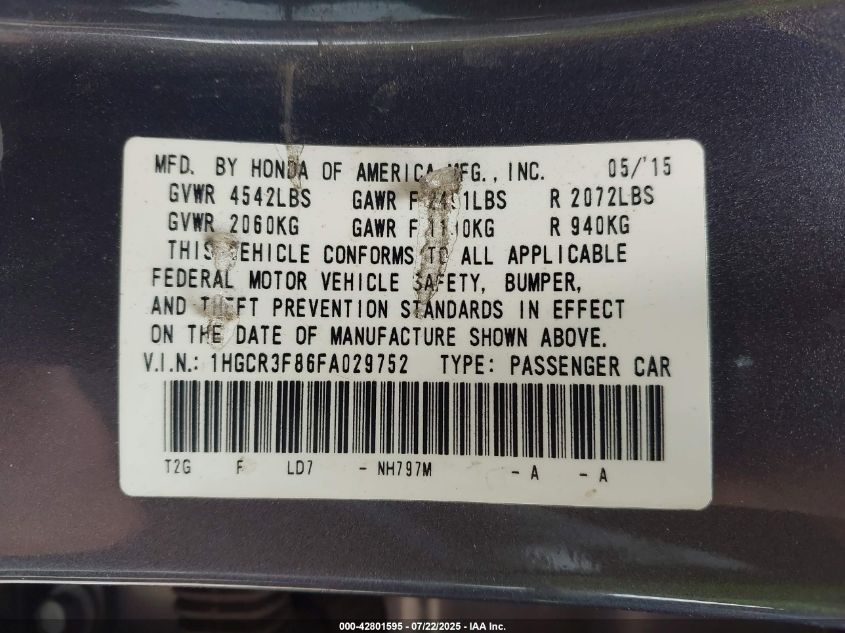 MFD. BY HONDA OF AMERICA MFG., INC. 05/'15
GVWR 4542LBS GAWR F R 2072LBS
GVWR 2060KG GAWR F R 940KG
THIS VEHICLE CONFORMS TO ALL APPLICABLE
FEDERAL MOTOR VEHICLE SAFETY, BUMPER,
AND THEFT PREVENTION STANDARDS IN EFFECT
ON THE DATE OF MANUFACTURE SHOWN ABOVE.
V.I.N.: 1HGCR3F86FA029752 TYPE: PASSENGER CAR
T2G F LD7 - NH797M - A - A
000-42801595 - 07/22/2025 - IAA Inc.